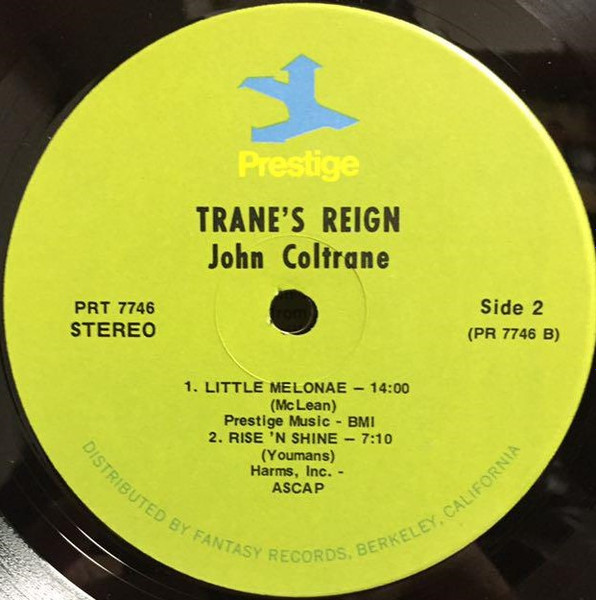 Prestige
TRANE'S REIGN
John Coltrane
PRT 7746
STEREO
Side 2
(PR 7746 B)
1. LITTLE MELONAE – 14:00
(McLean)
Prestige Music - BMI
2. RISE 'N SHINE – 7:10
(Youmans)
Harms, Inc. -
ASCAP
DISTRIBUTED BY FANTASY RECORDS, BERKELEY, CALIFORNIA